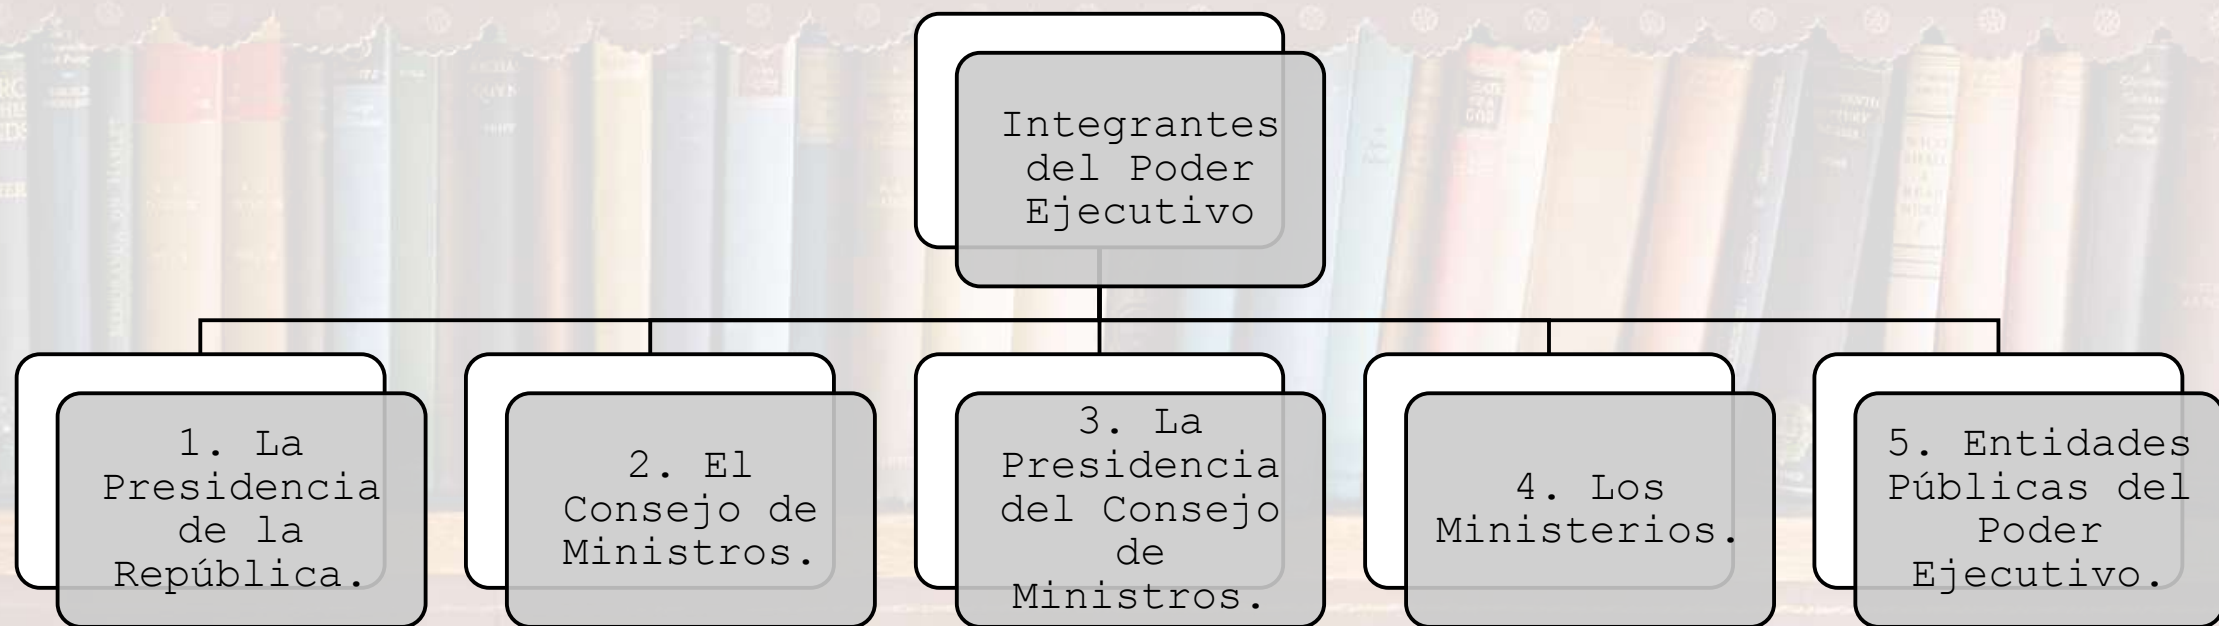 Integrantes
del Poder
Ejecutivo
1. La
Presidencia
de la
República.
2. El
Consejo de
Ministros.
3. La
Presidencia
del Consejo
de
Ministros.
4. Los
Ministerios.
5. Entidades
Públicas del
Poder
Ejecutivo.